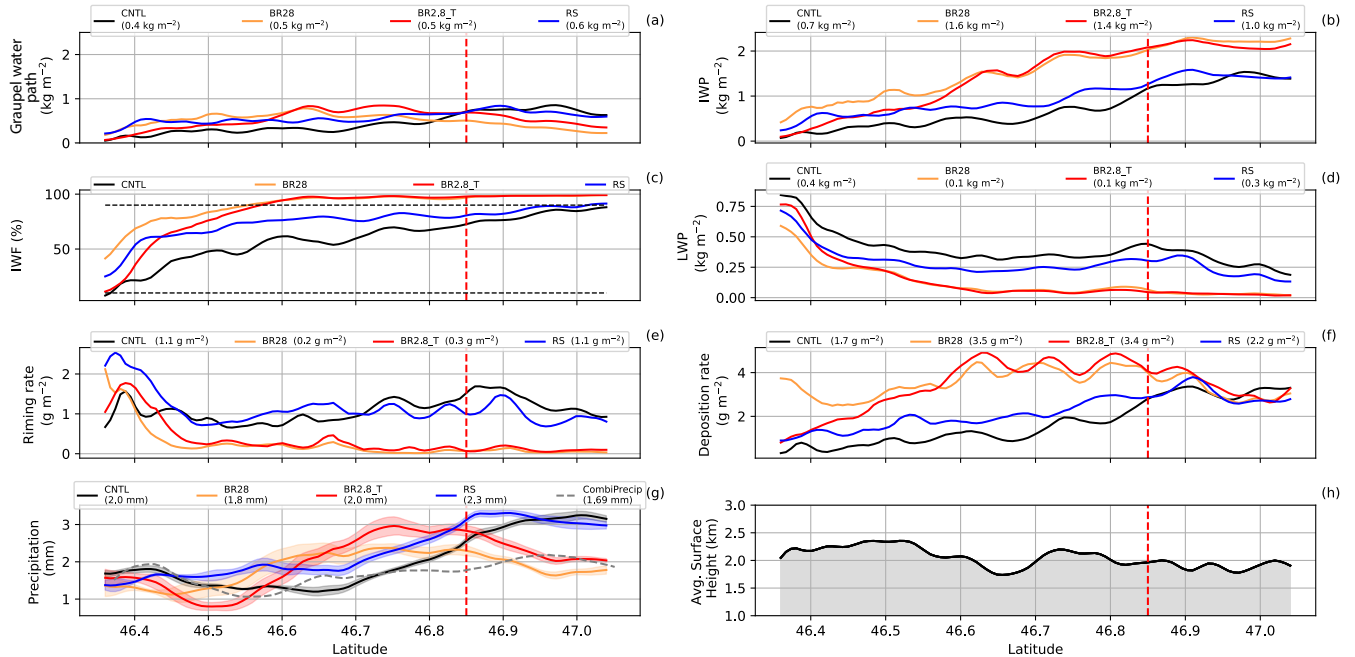 CNTL (0.4 kg m−2) BR28 (0.5 kg m−2) BR2.8_T (0.5 kg m−2) RS (0.6 kg m−2) (a)
Graupel water path (kg m−2)
2
1
0
CNTL (0.7 kg m−2) BR28 (1.6 kg m−2) BR2.8_T (1.4 kg m−2) RS (1.0 kg m−2) (b)
IWP (kg m−2)
2
1
0
CNTL BR28 BR2.8_T RS (c)
IWF (%)
100
50
CNTL (0.4 kg m−2) BR28 (0.1 kg m−2) BR2.8_T (0.1 kg m−2) RS (0.3 kg m−2) (d)
LWP (kg m−2)
0.75
0.50
0.25
0.00
CNTL (1.1 g m−2) BR28 (0.2 g m−2) BR2.8_T (0.3 g m−2) RS (1.1 g m−2) (e)
Riming rate (g m−2)
2
1
0
CNTL (1.7 g m−2) BR28 (3.5 g m−2) BR2.8_T (3.4 g m−2) RS (2.2 g m−2) (f)
Deposition rate (g m−2)
4
2
CNTL (2.0 mm) BR28 (1.8 mm) BR2.8_T (2.0 mm) RS (2.3 mm) CombiPrecip (1.69 mm) (g)
Precipitation (mm)
3
2
1
46.4 46.5 46.6 46.7 46.8 46.9 47.0
Latitude
(h)
Avg. Surface Height (km)
3.0
2.5
2.0
1.5
1.0
46.4 46.5 46.6 46.7 46.8 46.9 47.0
Latitude